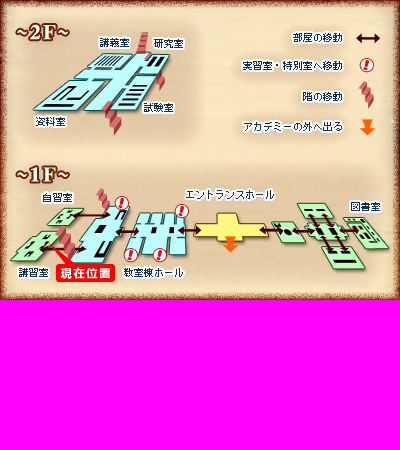 ~2F~
講義室
研究室
試験室
資料室
部屋の移動
実習室・特別室へ移動
階の移動
アカデミーの外へ出る
~1F~
自習室
エントランスホール
図書室
講習室
現在位置
教室棟ホール